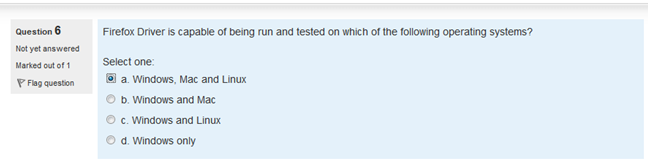 Question 6
Not yet answered
Marked out of 1
Flag question
Firefox Driver is capable of being run and tested on which of the following operating systems?
Select one:
a. Windows, Mac and Linux
b. Windows and Mac
c. Windows and Linux
d. Windows only